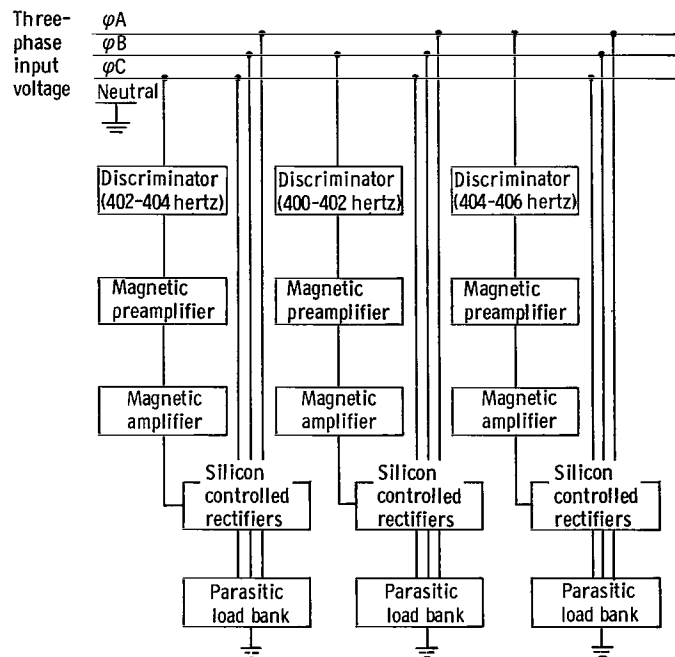 Three-
phase
input
voltage
φA
φB
φC
Neutral
Discriminator
(402-404 hertz)
Discriminator
(400-402 hertz)
Discriminator
(404-406 hertz)
Magnetic
preamplifier
Magnetic
preamplifier
Magnetic
preamplifier
Magnetic
amplifier
Magnetic
amplifier
Magnetic
amplifier
Silicon
controlled
rectifiers
Silicon
controlled
rectifiers
Silicon
controlled
rectifiers
Parasitic
load bank
Parasitic
load bank
Parasitic
load bank